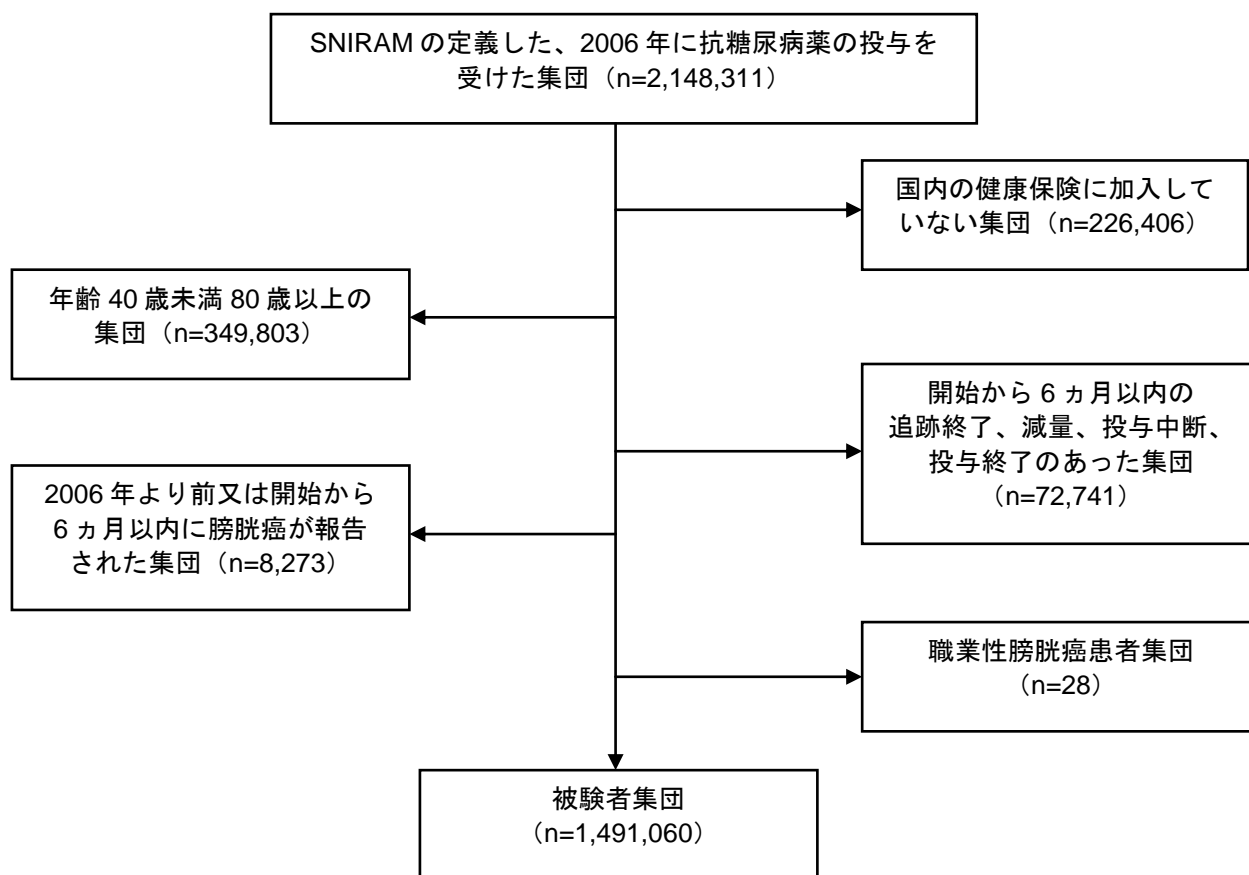 SNIRAM の定義した、2006 年に抗糖尿病薬の投与を
受けた集団（n=2,148,311）
国内の健康保険に加入して
いない集団（n=226,406）
年齢 40 歳未満 80 歳以上の
集団（n=349,803）
開始から 6 ヵ月以内の
追跡終了、減量、投与中断、
投与終了のあった集団
（n=72,741）
2006 年より前又は開始から
6 ヵ月以内に膀胱癌が報告
された集団（n=8,273）
職業性膀胱癌患者集団
（n=28）
被験者集団
（n=1,491,060）